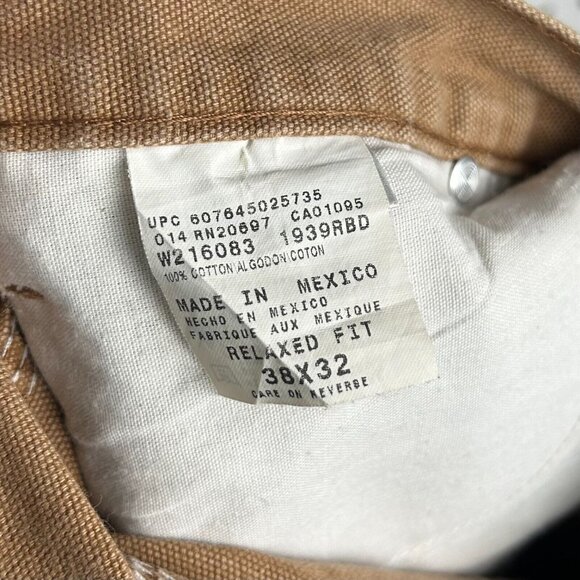 UPC 607645025735
014 RN20697 CA01095
W216083 1939RBD
100% COTTON/ALGODON/COTON
MADE IN MEXICO
HECHO EN MEXICO
FABRIQUE AUX MEXIQUE
RELAXED FIT
38X32
CARE ON REVERSE